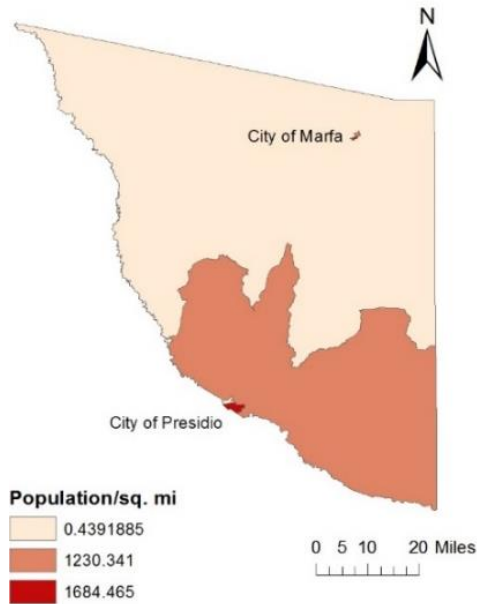 N
City of Marfa
City of Presidio
Population/sq. mi
0.4391885
1230.341
1684.465
0 5 10 20 Miles